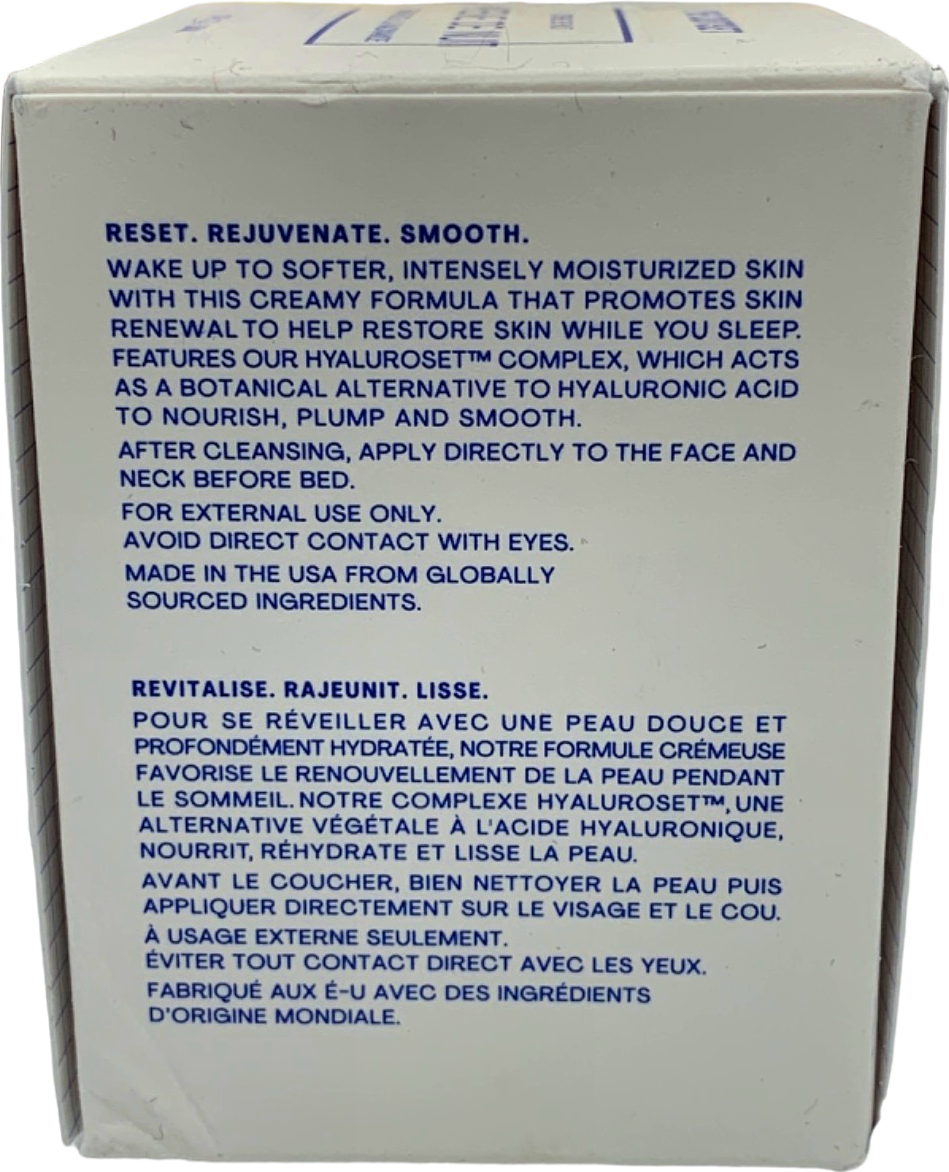 RESET. REJUVENATE. SMOOTH.
WAKE UP TO SOFTER, INTENSELY MOISTURIZED SKIN
WITH THIS CREAMY FORMULA THAT PROMOTES SKIN
RENEWAL TO HELP RESTORE SKIN WHILE YOU SLEEP.
FEATURES OUR HYALUROSET™ COMPLEX, WHICH ACTS
AS A BOTANICAL ALTERNATIVE TO HYALURONIC ACID
TO NOURISH, PLUMP AND SMOOTH.
AFTER CLEANSING, APPLY DIRECTLY TO THE FACE AND
NECK BEFORE BED.
FOR EXTERNAL USE ONLY.
AVOID DIRECT CONTACT WITH EYES.
MADE IN THE USA FROM GLOBALLY
SOURCED INGREDIENTS.
REVITALISE. RAJEUNIT. LISSE.
POUR SE RÉVEILLER AVEC UNE PEAU DOUCE ET
PROFONDÉMENT HYDRATÉE, NOTRE FORMULE CRÉMEUSE
FAVORISE LE RENOUVELLEMENT DE LA PEAU PENDANT
LE SOMMEIL. NOTRE COMPLEXE HYALUROSET™, UNE
ALTERNATIVE VÉGÉTALE À L'ACIDE HYALURONIQUE,
NOURRIT, RÉHYDRATE ET LISSE LA PEAU.
AVANT LE COUCHER, BIEN NETTOYER LA PEAU PUIS
APPLIQUER DIRECTEMENT SUR LE VISAGE ET LE COU.
À USAGE EXTERNE SEULEMENT.
ÉVITER TOUT CONTACT DIRECT AVEC LES YEUX.
FABRIQUÉ AUX É-U AVEC DES INGRÉDIENTS
D'ORIGINE MONDIALE.